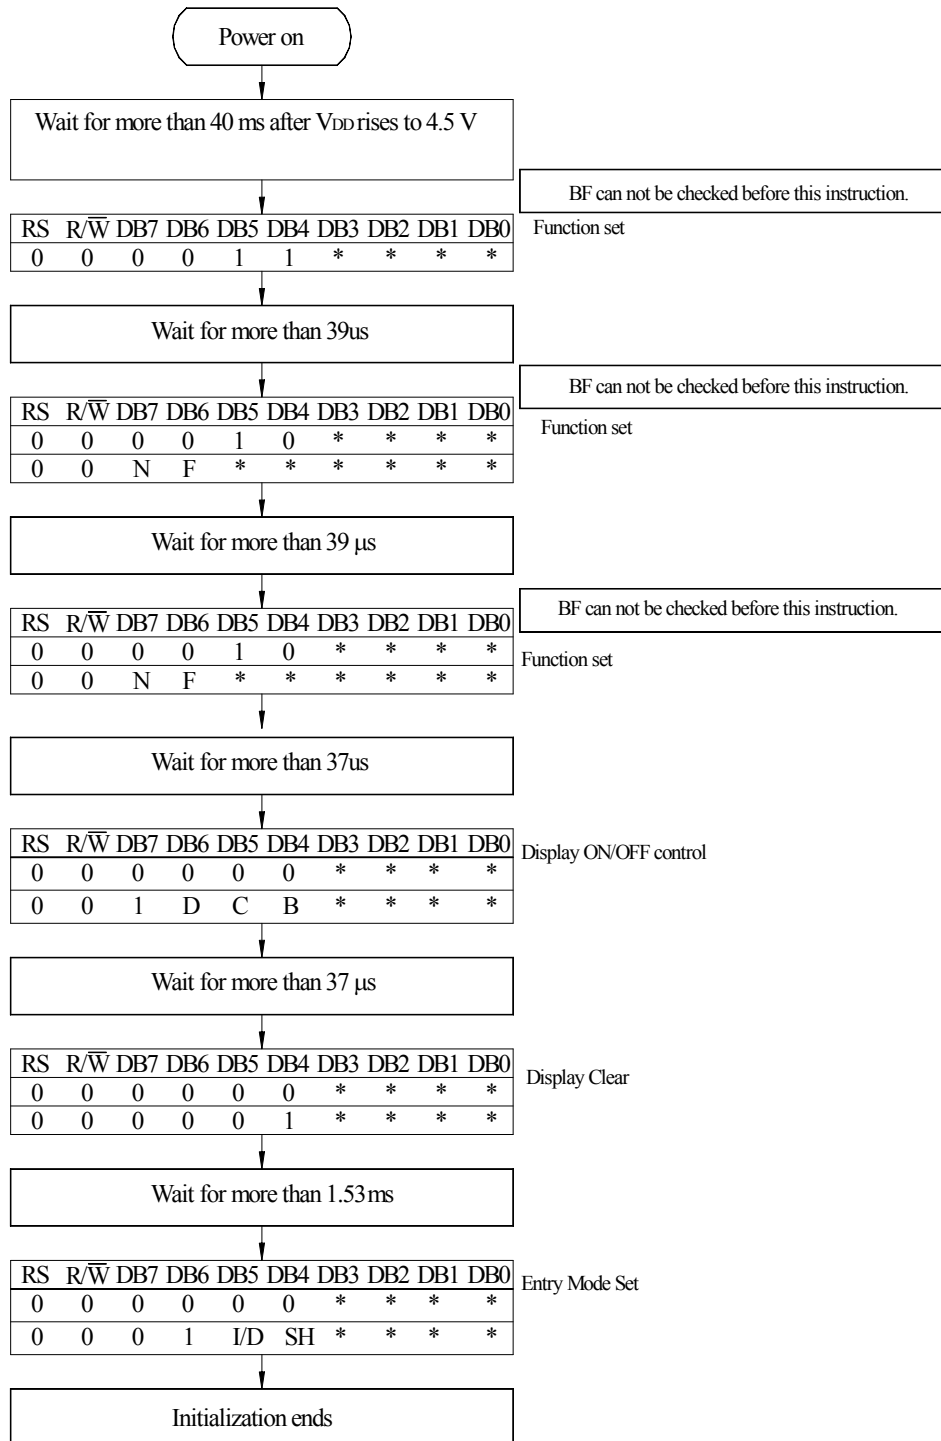 Power on
Wait for more than 40 ms after VDD rises to 4.5 V
BF can not be checked before this instruction.
RS R/W̅ DB7 DB6 DB5 DB4 DB3 DB2 DB1 DB0
Function set
0 0 0 0 1 1 * * * *
Wait for more than 39us
BF can not be checked before this instruction.
RS R/W̅ DB7 DB6 DB5 DB4 DB3 DB2 DB1 DB0
Function set
0 0 0 0 1 0 * * * *
0 0 N F * * * * * *
Wait for more than 39 μs
BF can not be checked before this instruction.
RS R/W̅ DB7 DB6 DB5 DB4 DB3 DB2 DB1 DB0
0 0 0 0 1 0 * * * *
Function set
0 0 N F * * * * * *
Wait for more than 37us
RS R/W̅ DB7 DB6 DB5 DB4 DB3 DB2 DB1 DB0
Display ON/OFF control
0 0 0 0 0 0 * * * *
0 0 1 D C B * * * *
Wait for more than 37 μs
RS R/W̅ DB7 DB6 DB5 DB4 DB3 DB2 DB1 DB0
Display Clear
0 0 0 0 0 0 * * * *
0 0 0 0 0 1 * * * *
Wait for more than 1.53ms
RS R/W̅ DB7 DB6 DB5 DB4 DB3 DB2 DB1 DB0
Entry Mode Set
0 0 0 0 0 0 * * * *
0 0 0 1 I/D SH * * * *
Initialization ends